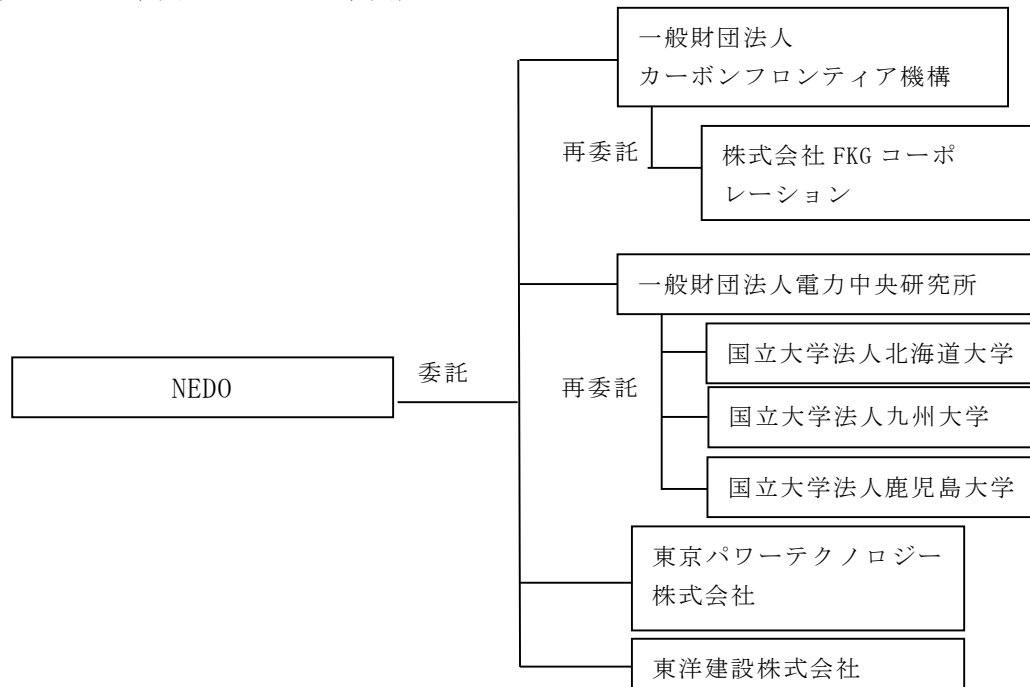 一般財団法人
カーボンフロンティア機構
再委託
株式会社 FKG コーポ
レーション
一般財団法人電力中央研究所
NEDO
委託
再委託
国立大学法人北海道大学
国立大学法人九州大学
国立大学法人鹿児島大学
東京パワーテクノロジー
株式会社
東洋建設株式会社